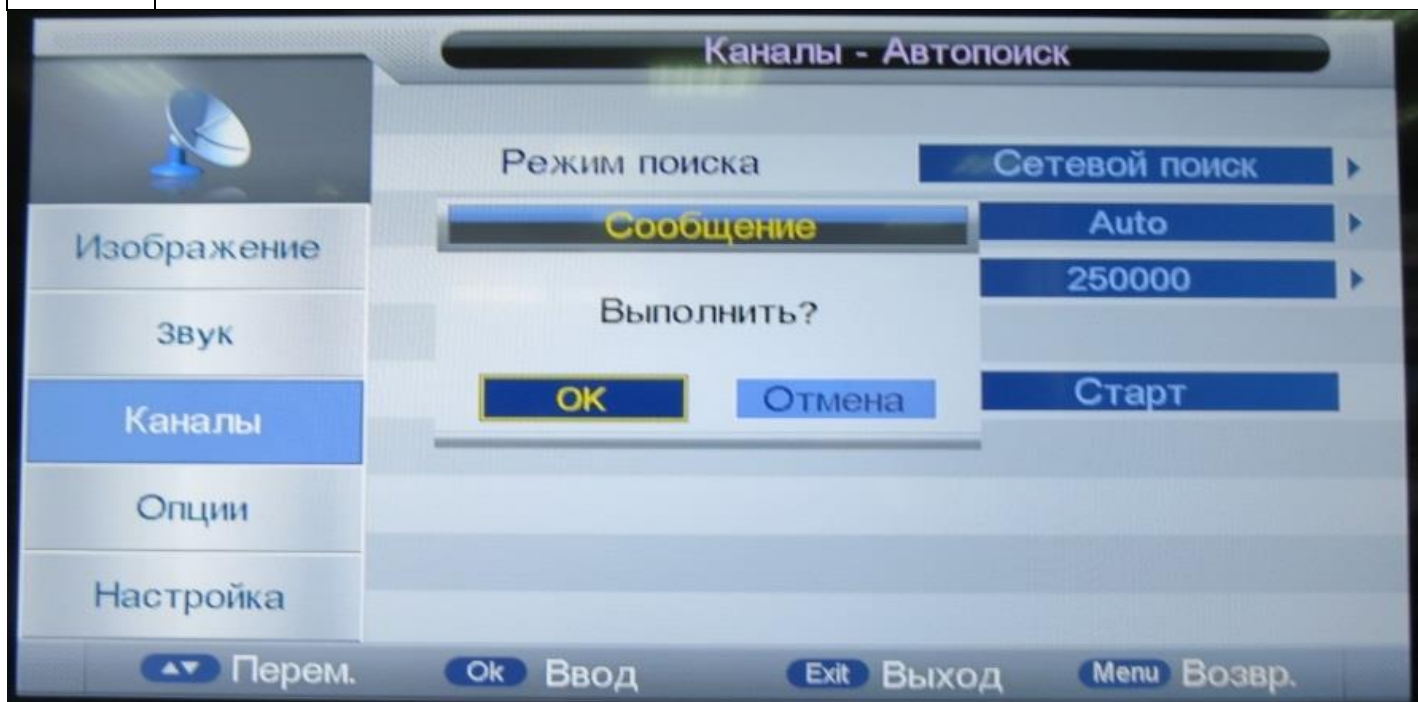 Каналы - Автопоиск
Режим поиска Сетевой поиск
Сообщение Auto
Изображение
250000
Выполнить?
Звук
OK Отмена Старт
Каналы
Опции
Настройка
Перем. Ok Ввод Exit Выход Menu Возвр.